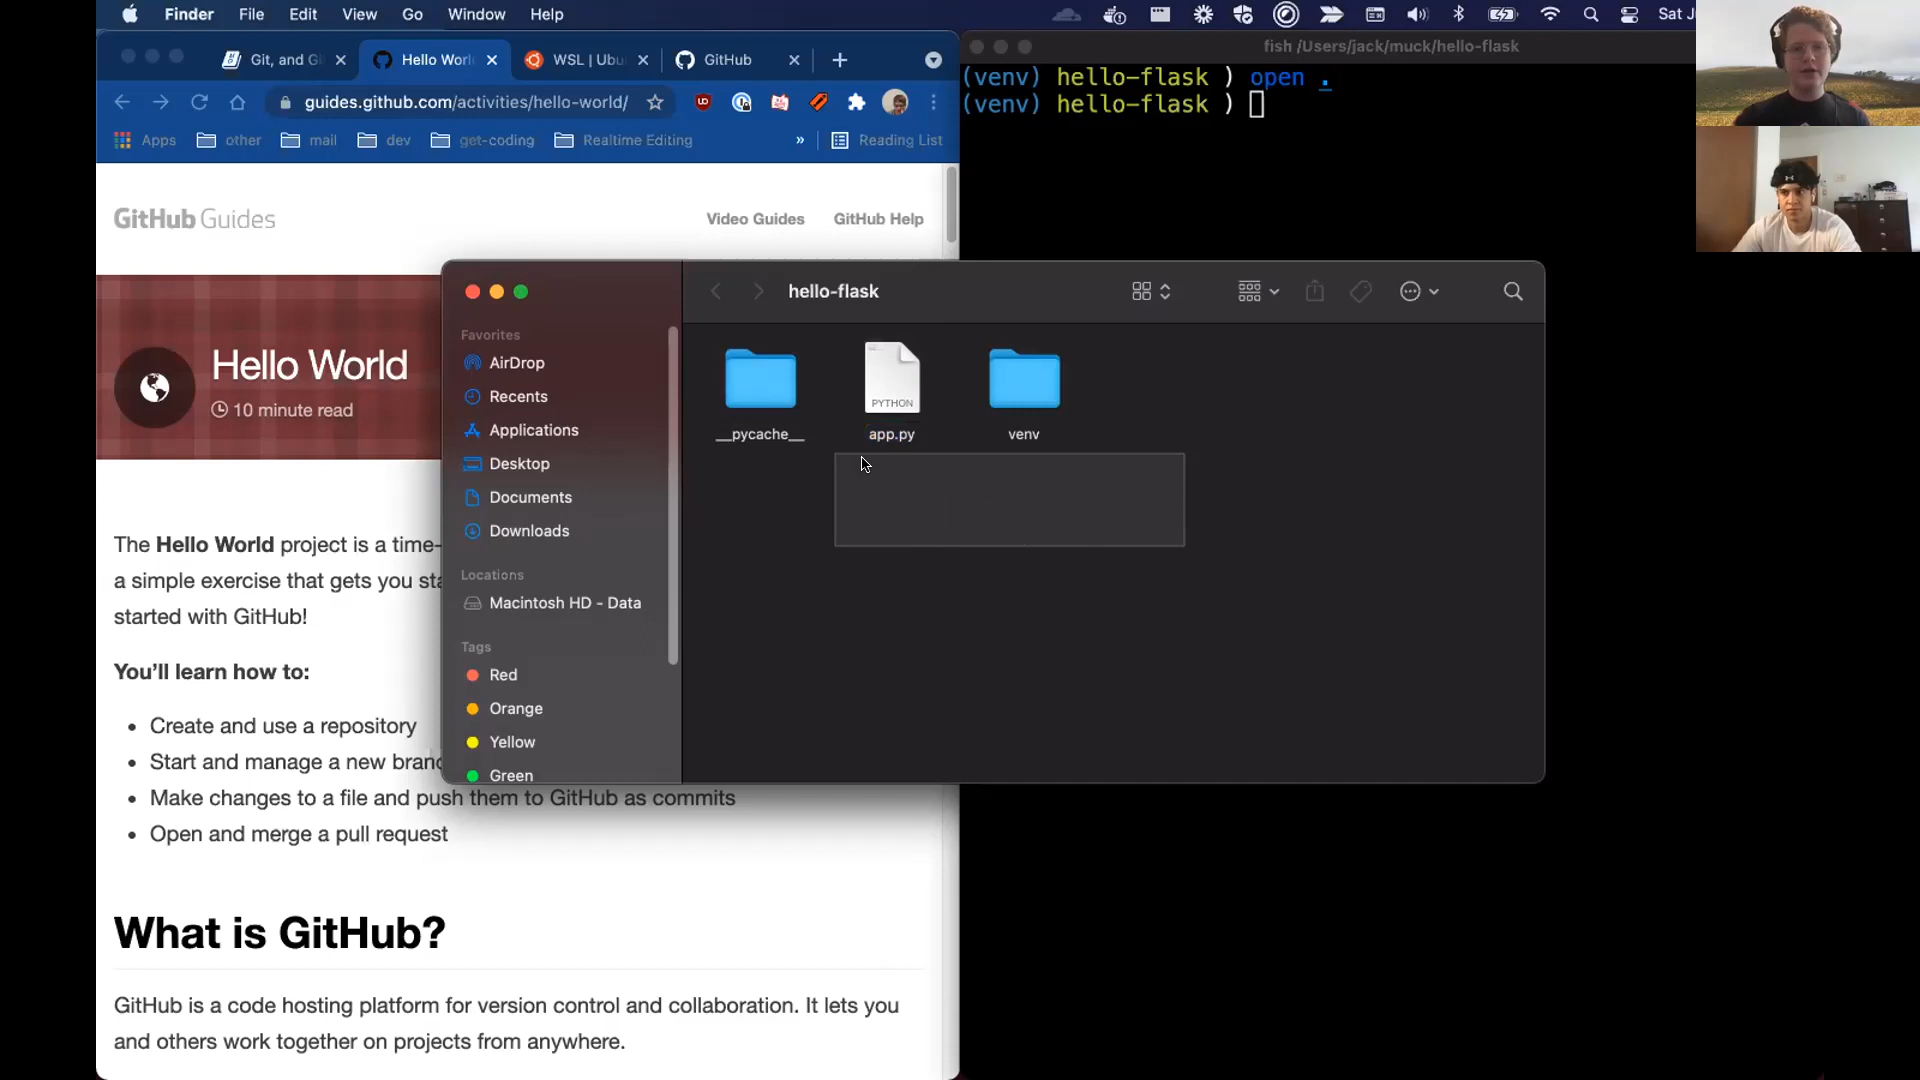 Finder File Edit View Go Window Help
Sat J
Git, and G
Hello Worl
WSL | Ubu
GitHub
guides.github.com/activities/hello-world/
Apps other mail dev get-coding Realtime Editing » Reading List
fish /Users/jack/muck/hello-flask
(venv) hello-flask ) open .
(venv) hello-flask )
GitHub Guides
Video Guides GitHub Help
Hello World
10 minute read
The Hello World project is a time-
a simple exercise that gets you sta
started with GitHub!
You’ll learn how to:
• Create and use a repository
• Start and manage a new branc
• Make changes to a file and push them to GitHub as commits
• Open and merge a pull request
What is GitHub?
GitHub is a code hosting platform for version control and collaboration. It lets you
and others work together on projects from anywhere.
hello-flask
Favorites
AirDrop
Recents
Applications
Desktop
Documents
Downloads
Locations
Macintosh HD - Data
Tags
Red
Orange
Yellow
Green
PYTHON
__pycache__ app.py venv